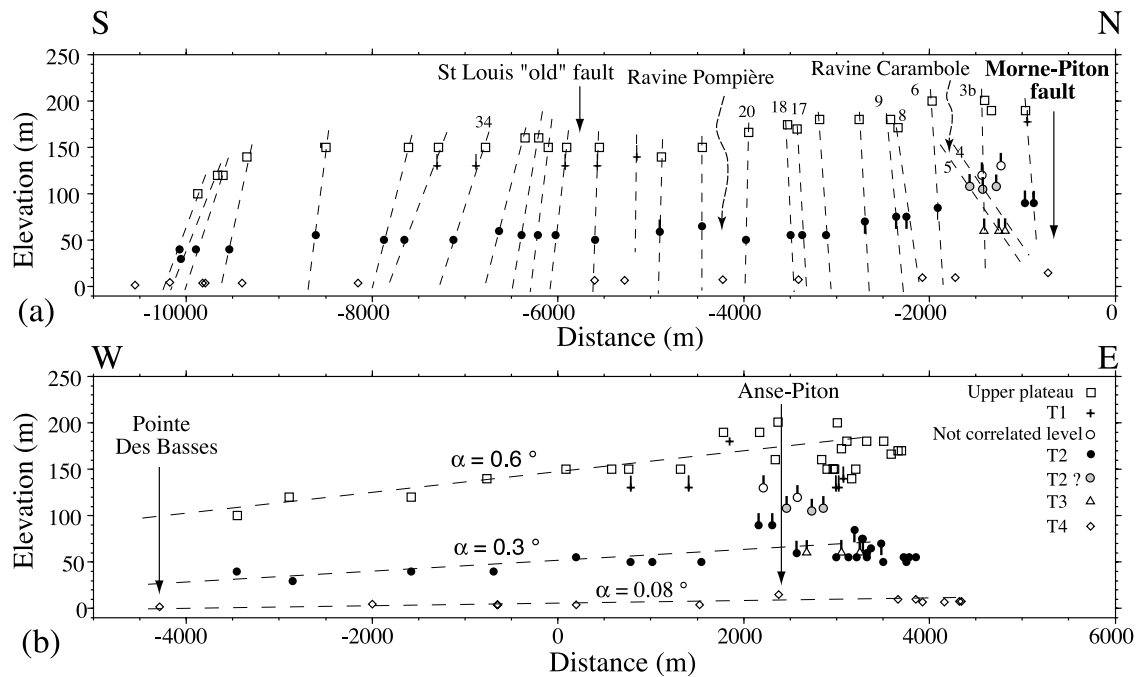 S N
250
200
150
100
50
0
Elevation (m)
St Louis "old" fault
Ravine Pompière
Ravine Carambole
Morne-Piton
fault
34
20
18
17
9
8
6
3b
4
5
-10000 -8000 -6000 -4000 -2000 0
Distance (m)
(a)
W E
250
200
150
100
50
0
Elevation (m)
Pointe
Des Basses
Anse-Piton
α = 0.6 °
α = 0.3 °
α = 0.08 °
Upper plateau
T1
Not correlated level
T2
T2 ?
T3
T4
-4000 -2000 0 2000 4000 6000
Distance (m)
(b)